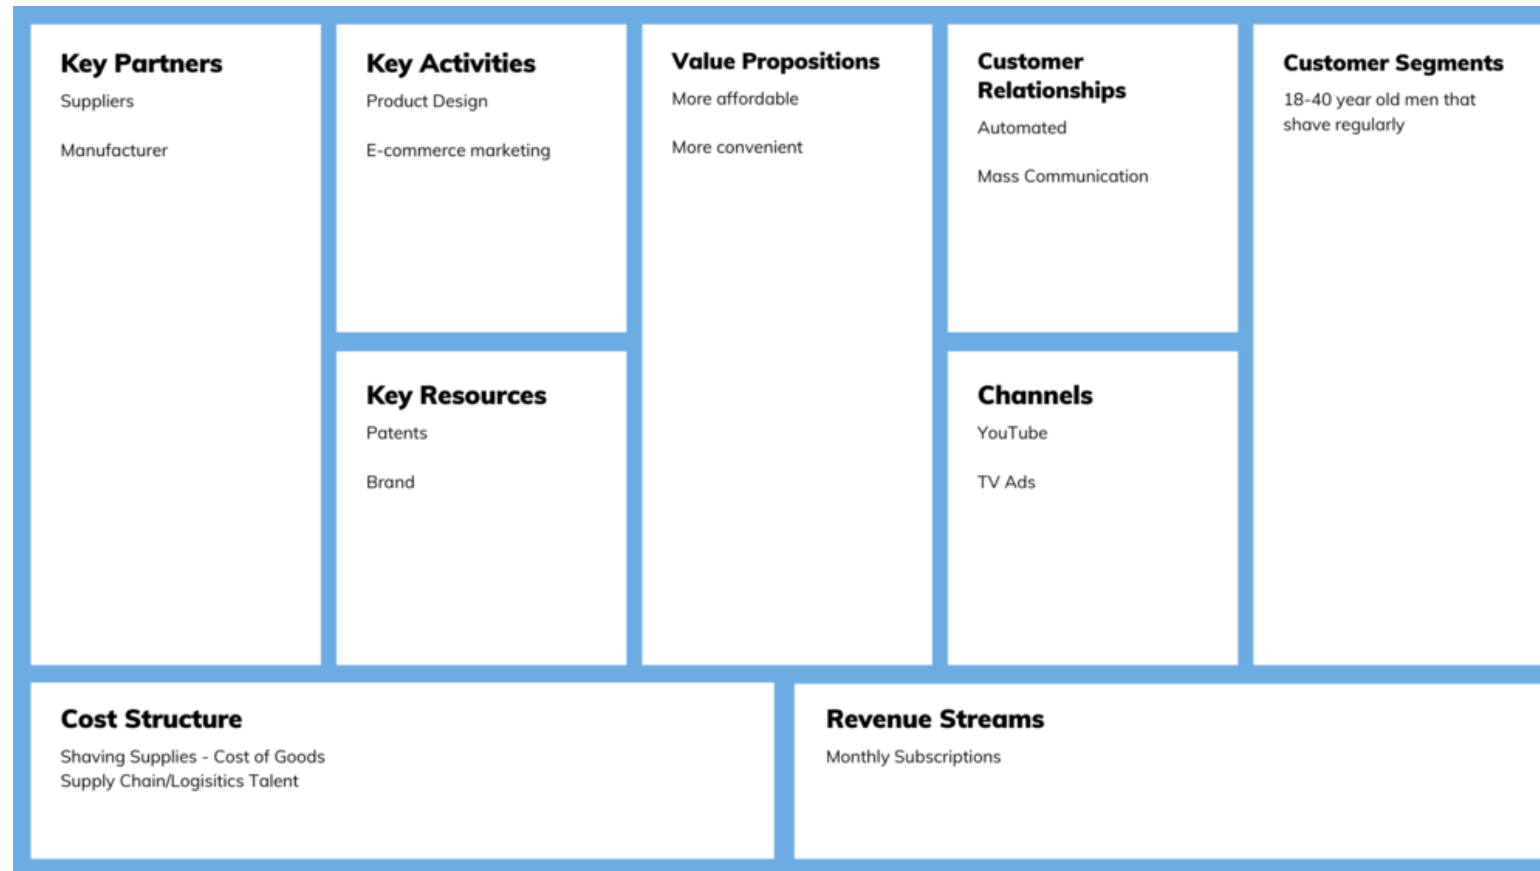 Key Partners
Suppliers
Manufacturer
Key Activities
Product Design
E-commerce marketing
Key Resources
Patents
Brand
Value Propositions
More affordable
More convenient
Customer
Relationships
Automated
Mass Communication
Channels
YouTube
TV Ads
Customer Segments
18-40 year old men that
shave regularly
Cost Structure
Shaving Supplies - Cost of Goods
Supply Chain/Logisitics Talent
Revenue Streams
Monthly Subscriptions